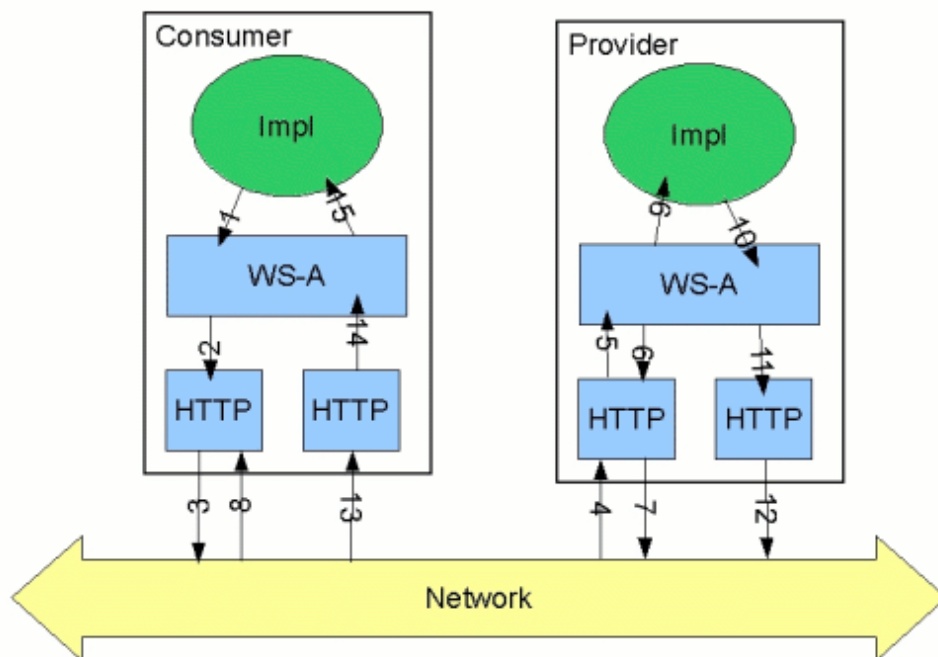 Consumer
Provider
Impl
Impl
1
15
9
10
WS-A
WS-A
2
14
5
6
11
HTTP
HTTP
HTTP
HTTP
3
8
13
4
7
12
Network